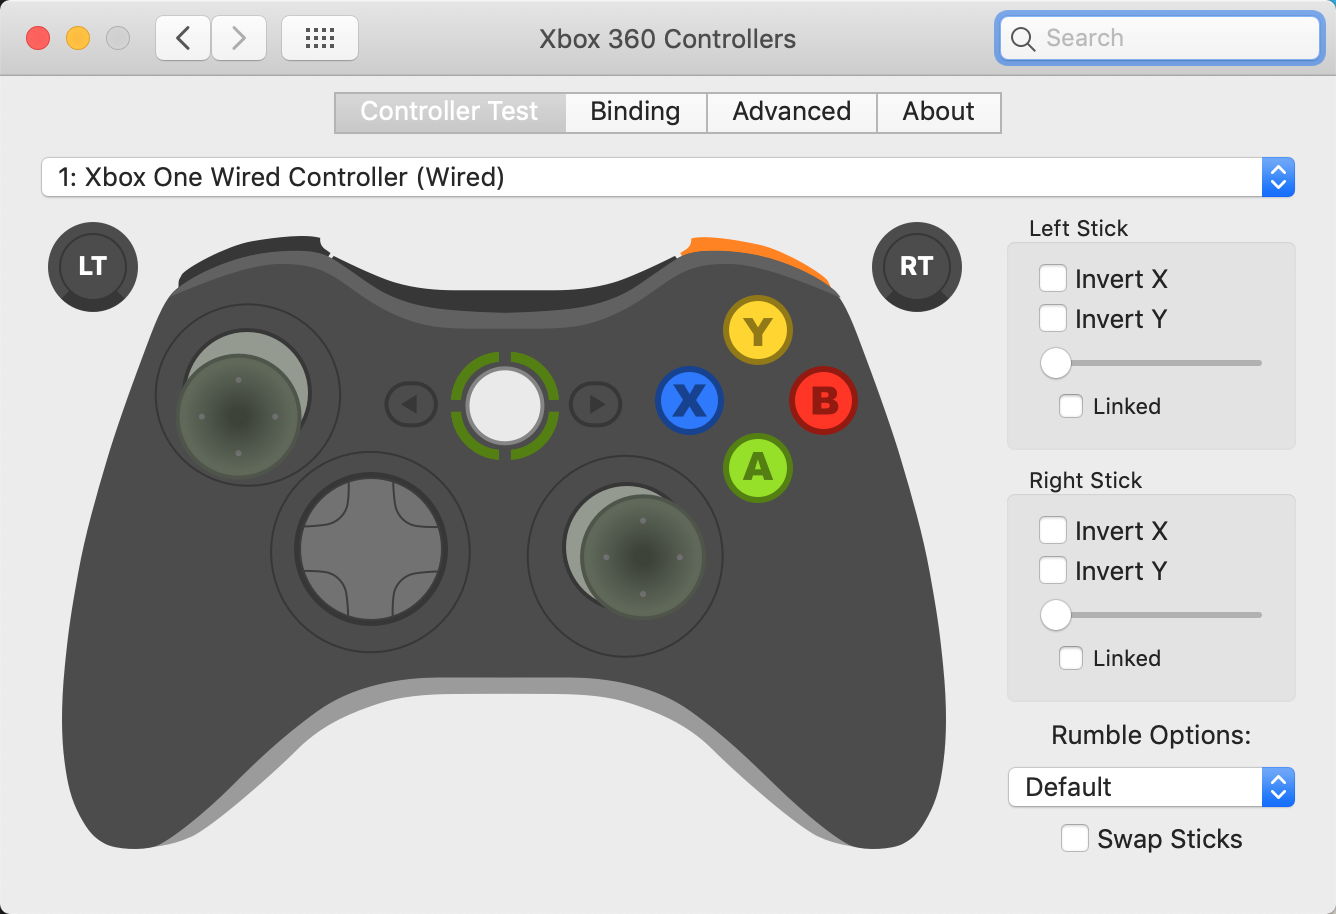 Xbox 360 Controllers
Search
Controller Test
Binding
Advanced
About
1: Xbox One Wired Controller (Wired)
LT
RT
Y
X
B
A
Left Stick
Invert X
Invert Y
Linked
Right Stick
Invert X
Invert Y
Linked
Rumble Options:
Default
Swap Sticks